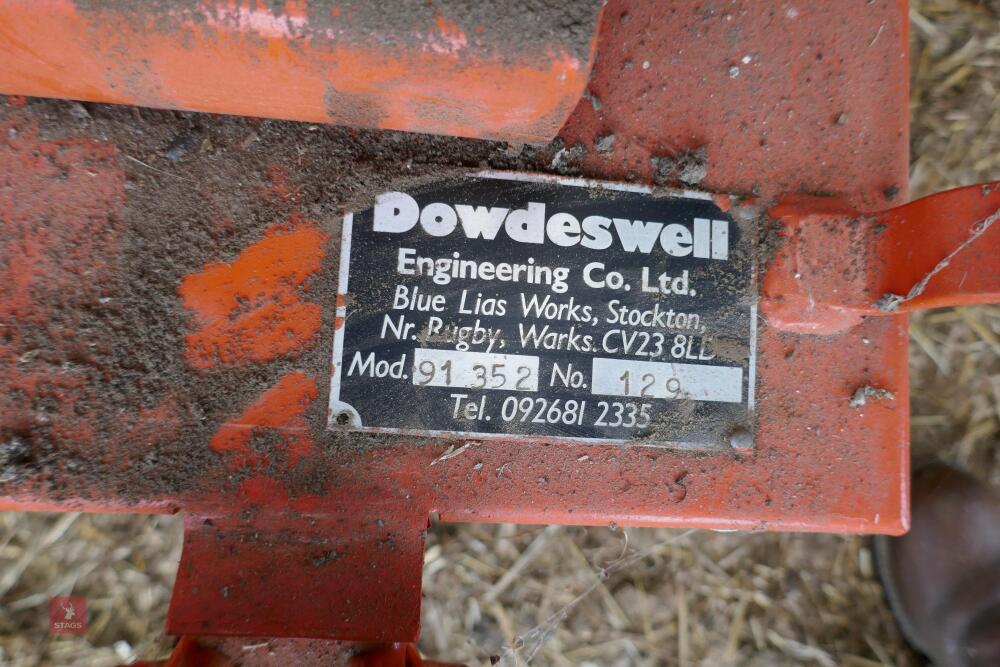 Dowdeswell
Engineering Co. Ltd.
Blue Lias Works, Stockton,
Nr. Rugby, Warks. CV23 8LD
Mod. 91 352 No. 129
Tel. 092681 2335
STAGS